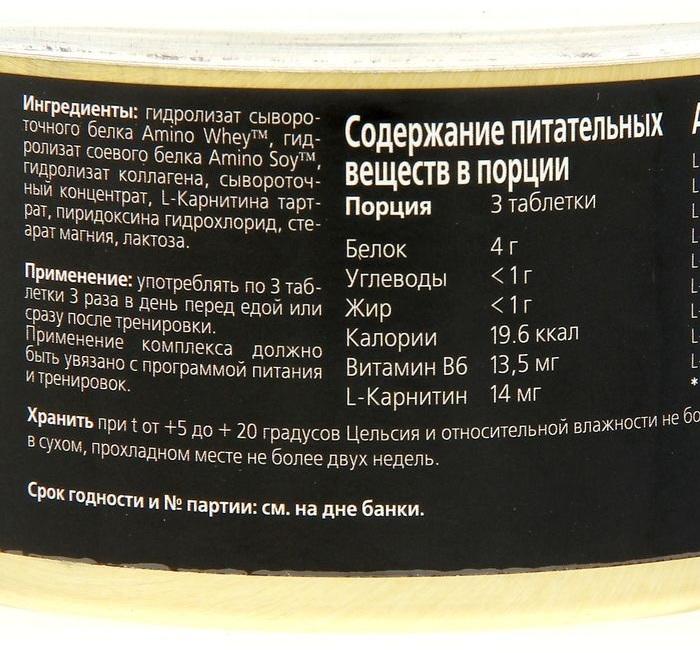 Ингредиенты: гидролизат сыворо-
точного белка Amino Whey™, гид-
ролизат соевого белка Amino Soy™,
гидролизат коллагена, сывороточ-
ный концентрат, L-Карнитина тарт-
рат, пиридоксина гидрохлорид, сте-
арат магния, лактоза.
Применение: употреблять по 3 таб-
летки 3 раза в день перед едой или
сразу после тренировки.
Применение комплекса должно
быть увязано с программой питания
и тренировок.
Содержание питательных
веществ в порции
Порция 3 таблетки
Белок 4 г
Углеводы <1 г
Жир <1 г
Калории 19.6 ккал
Витамин В6 13,5 мг
L-Карнитин 14 мг
Хранить при t от +5 до + 20 градусов Цельсия и относительной влажности не бо
в сухом, прохладном месте не более двух недель.
Срок годности и № партии: см. на дне банки.